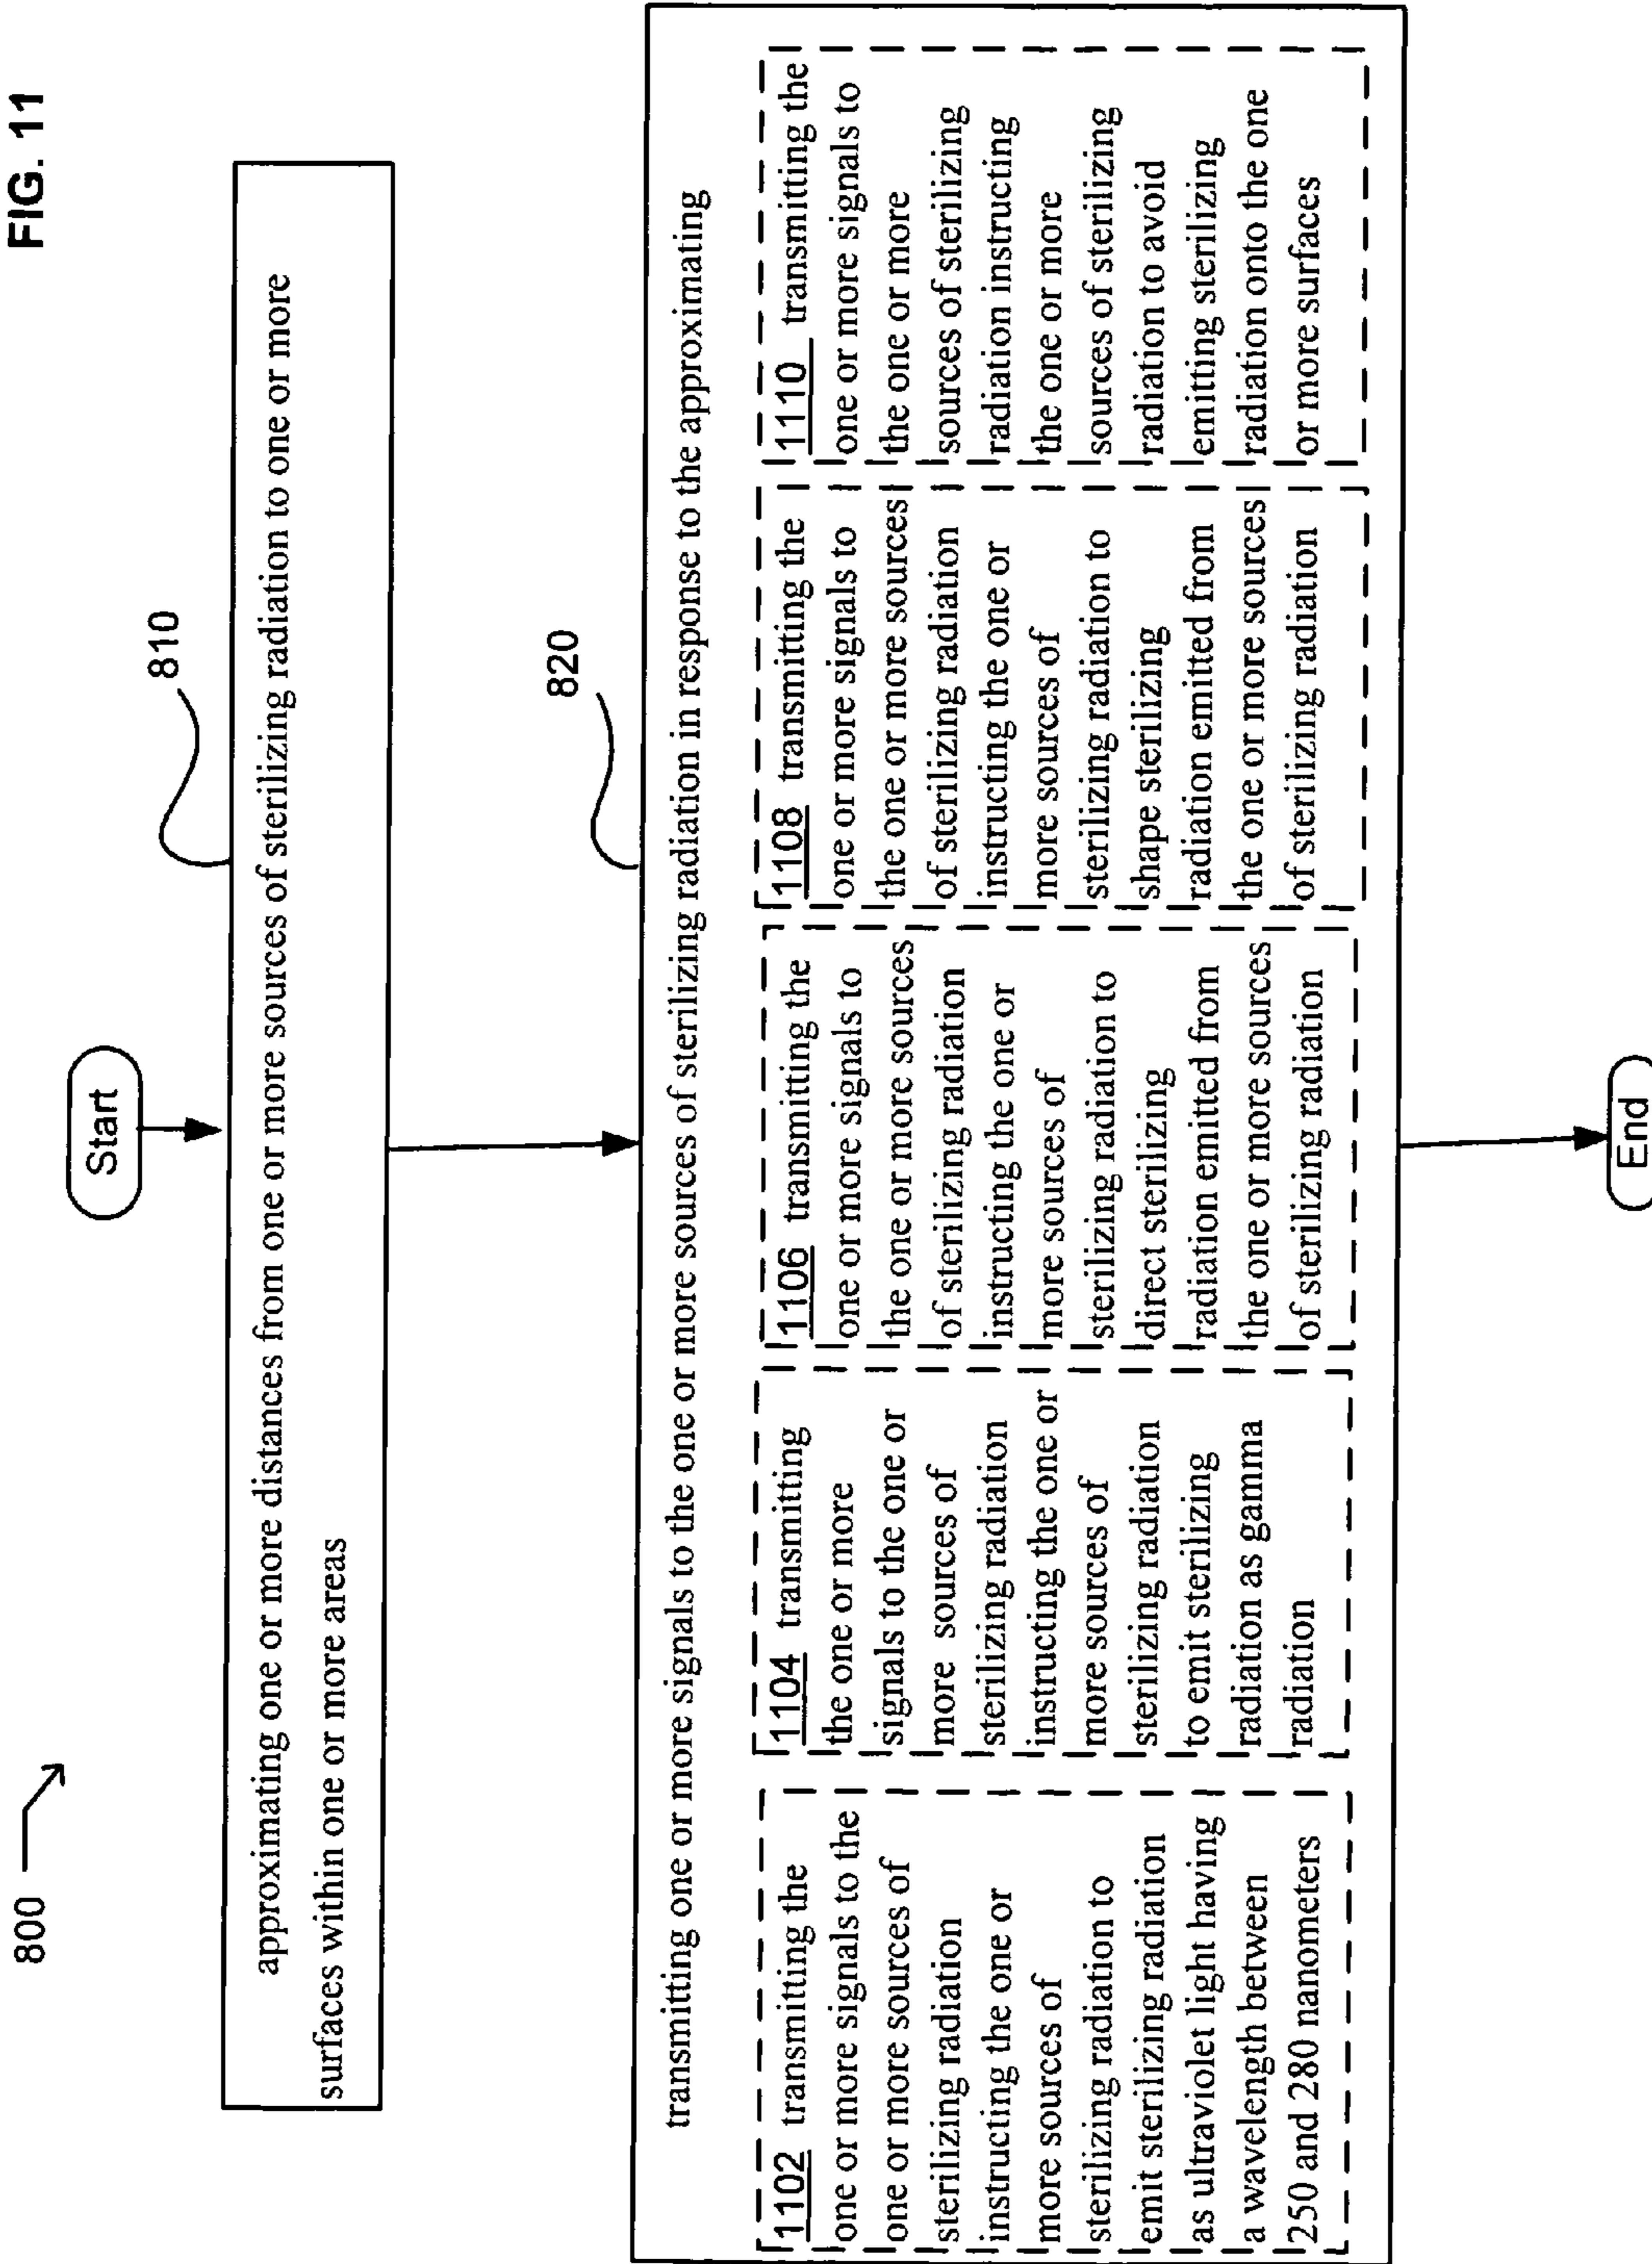 FIG. 11
800
Start
810
approximating one or more distances from one or more sources of sterilizing radiation to one or more
surfaces within one or more areas
820
transmitting one or more signals to the one or more sources of sterilizing radiation in response to the approximating
1102 transmitting the
one or more signals to the
one or more sources of
sterilizing radiation
instructing the one or
more sources of
sterilizing radiation to
emit sterilizing radiation
as ultraviolet light having
a wavelength between
250 and 280 nanometers
1104 transmitting
the one or more
signals to the one or
more sources of
sterilizing radiation
instructing the one or
more sources of
sterilizing radiation
to emit sterilizing
radiation as gamma
radiation
1106 transmitting the
one or more signals to
the one or more sources
of sterilizing radiation
instructing the one or
more sources of
sterilizing radiation to
direct sterilizing
radiation emitted from
the one or more sources
of sterilizing radiation
1108 transmitting the
one or more signals to
the one or more sources
of sterilizing radiation
instructing the one or
more sources of
sterilizing radiation to
shape sterilizing
radiation emitted from
the one or more sources
of sterilizing radiation
1110 transmitting the
one or more signals to
the one or more
sources of sterilizing
radiation instructing
the one or more
sources of sterilizing
radiation to avoid
emitting sterilizing
radiation onto the one
or more surfaces
End